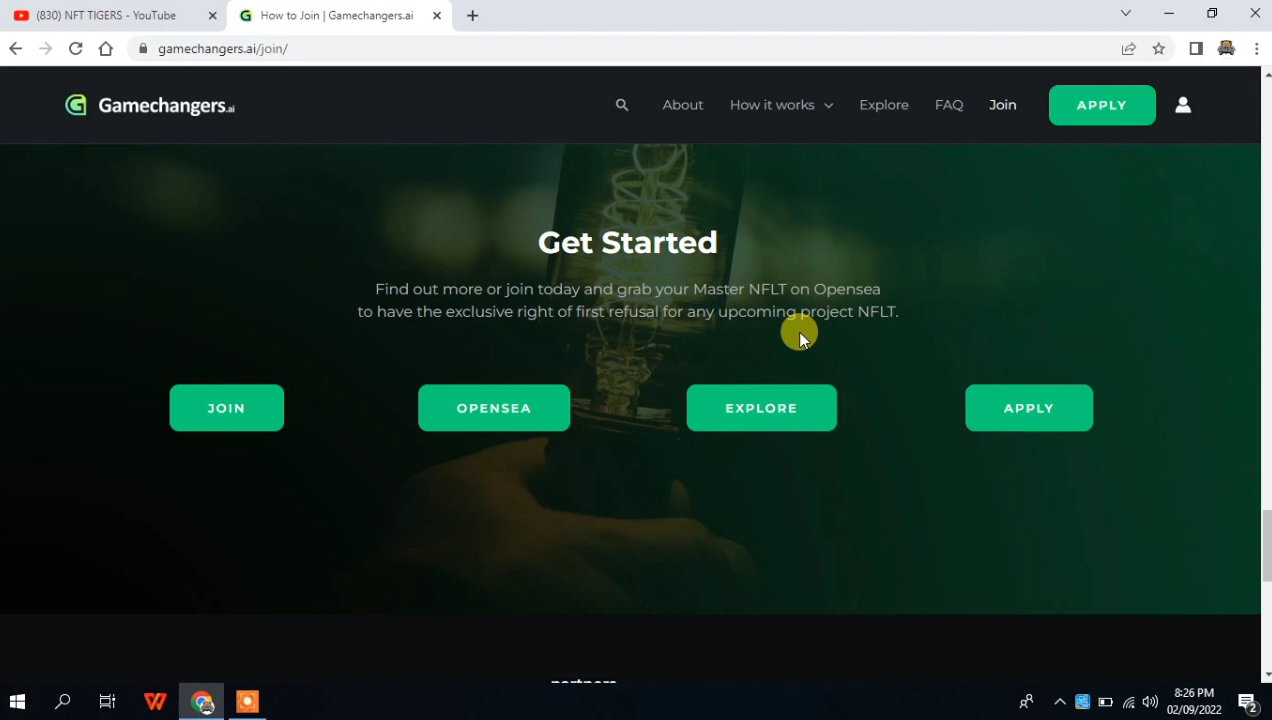 (830) NFT TIGERS - YouTube
How to Join | Gamechangers.ai
gamechangers.ai/join/
Gamechangers.ai
About
How it works
Explore
FAQ
Join
APPLY
Get Started
Find out more or join today and grab your Master NFLT on Opensea
to have the exclusive right of first refusal for any upcoming project NFLT.
JOIN
OPENSEA
EXPLORE
APPLY
partners
8:26 PM
02/09/2022
2